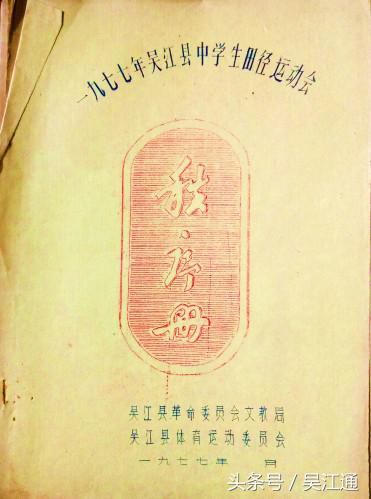 一九七七年吴江县中学生田径运动会
秩序册
吴江县革命委员会文教局
吴江县体育运动委员会
一九七七年 月
头条号／吴江通